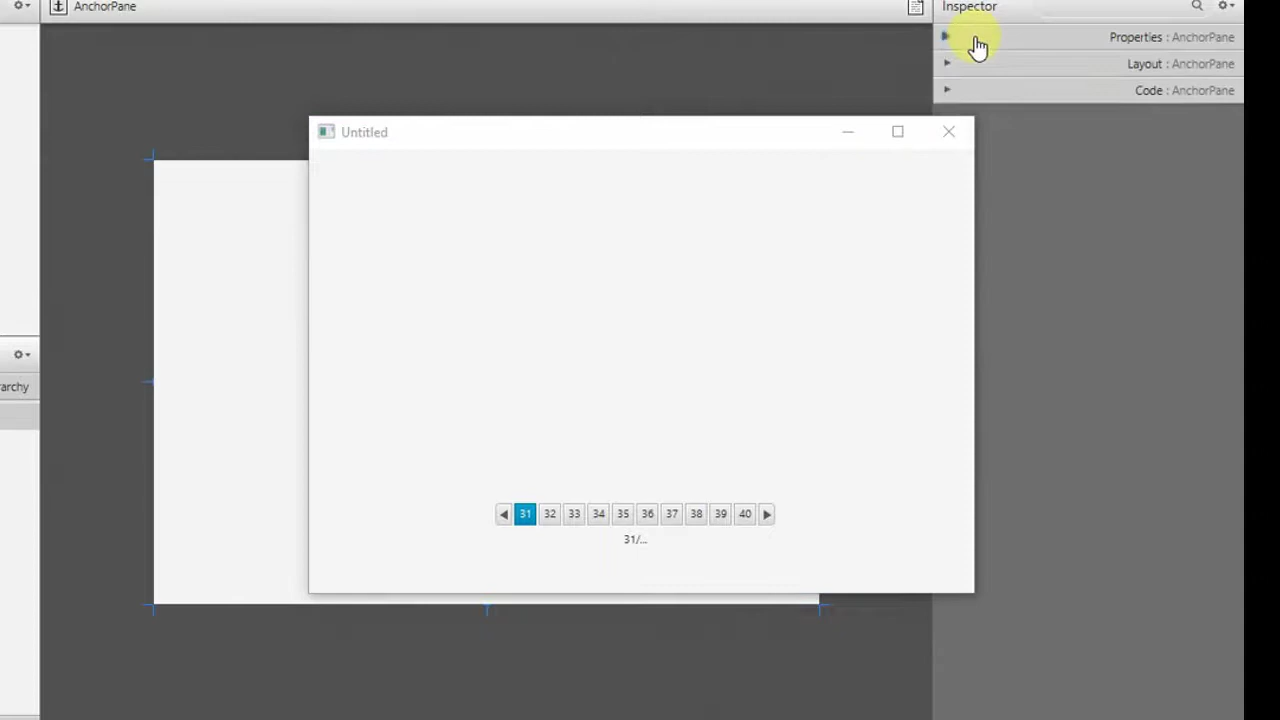 AnchorPane
Inspector
Properties : AnchorPane
Layout : AnchorPane
Code : AnchorPane
Untitled
rarchy
31 32 33 34 35 36 37 38 39 40
31/...